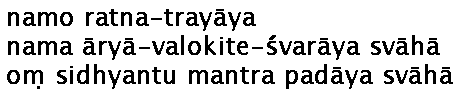 namo ratna-trayāya
nama āryā-valokite-śvarāya svāhā
oṃ sidhyantu mantra padāya svāhā